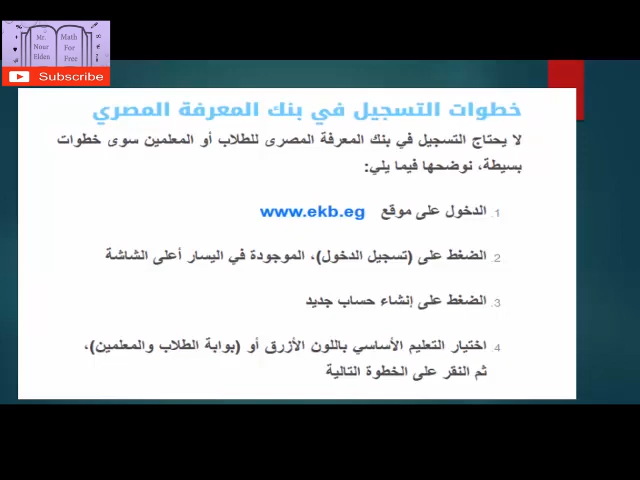 Mr. Nour Elden
Math For Free
Subscribe
خطوات التسجيل في بنك المعرفة المصري
لا يحتاج التسجيل في بنك المعرفة المصرى للطلاب أو المعلمين سوى خطوات
بسيطة، نوضحها فيما يلي:
1. الدخول على موقع www.ekb.eg
2. الضغط على (تسجيل الدخول)، الموجودة في اليسار أعلى الشاشة
3. الضغط على إنشاء حساب جديد
4. اختيار التعليم الأساسي باللون الأزرق أو (بوابة الطلاب والمعلمين)،
ثم النقر على الخطوة التالية